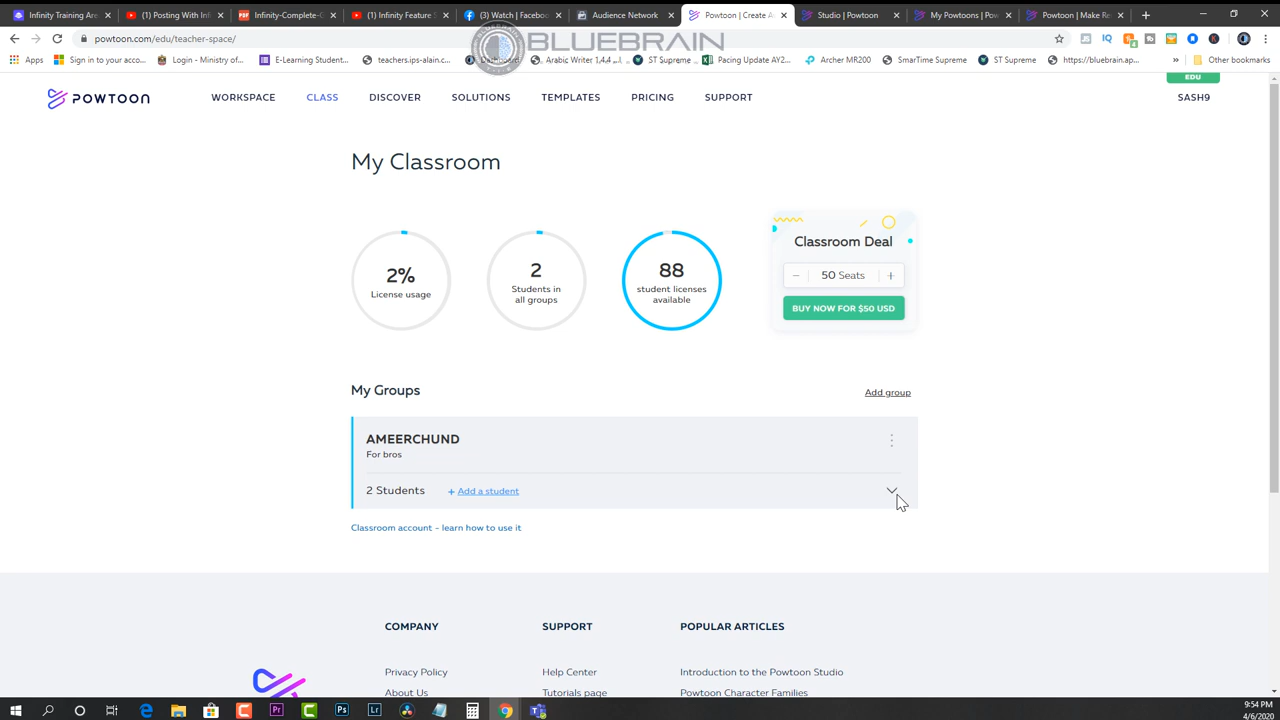 Infinity Training Are
(1) Posting With Inf
Infinity-Complete-G
(1) Infinity Feature S
(3) Watch | Facebook
Audience Network
Powtoon | Create A
Studio | Powtoon
My Powtoons | Pow
Powtoon | Make Re
powtoon.com/edu/teacher-space/
BLUEBRAIN
Apps
Sign in to your acco...
Login - Ministry of...
E-Learning Student...
teachers.ips-alain.c...
Dashboard
Arabic Writer 1,4,4 ...
ST Supreme
Pacing Update AY2...
Archer MR200
SmarTime Supreme
ST Supreme
https://bluebrain.ap...
Other bookmarks
EDU
POWTOON
WORKSPACE
CLASS
DISCOVER
SOLUTIONS
TEMPLATES
PRICING
SUPPORT
SASH9
My Classroom
2%
License usage
2
Students in
all groups
88
student licenses
available
Classroom Deal
− 50 Seats +
BUY NOW FOR $50 USD
My Groups
Add group
AMEERCHUND
For bros
2 Students
+ Add a student
Classroom account - learn how to use it
COMPANY
SUPPORT
POPULAR ARTICLES
Privacy Policy
Help Center
Introduction to the Powtoon Studio
About Us
Tutorials page
Powtoon Character Families
9:54 PM
4/6/2020